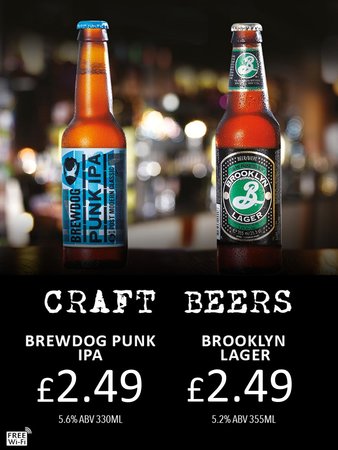 BREWDOG
PUNK IPA
BROOKLYN
LAGER
CRAFT BEERS
BREWDOG PUNK
IPA
£2.49
5.6% ABV 330ML
BROOKLYN
LAGER
£2.49
5.2% ABV 355ML
FREE
Wi-Fi